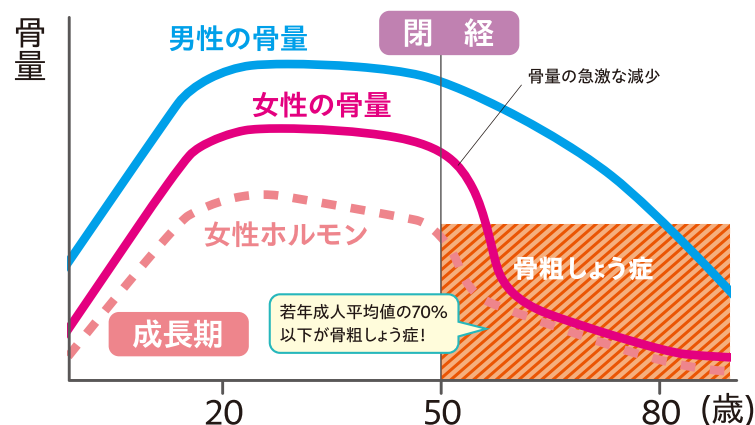 骨量
男性の骨量
閉 経
骨量の急激な減少
女性の骨量
女性ホルモン
骨粗しょう症
若年成人平均値の70%
以下が骨粗しょう症!
成長期
20
50
80
(歳)